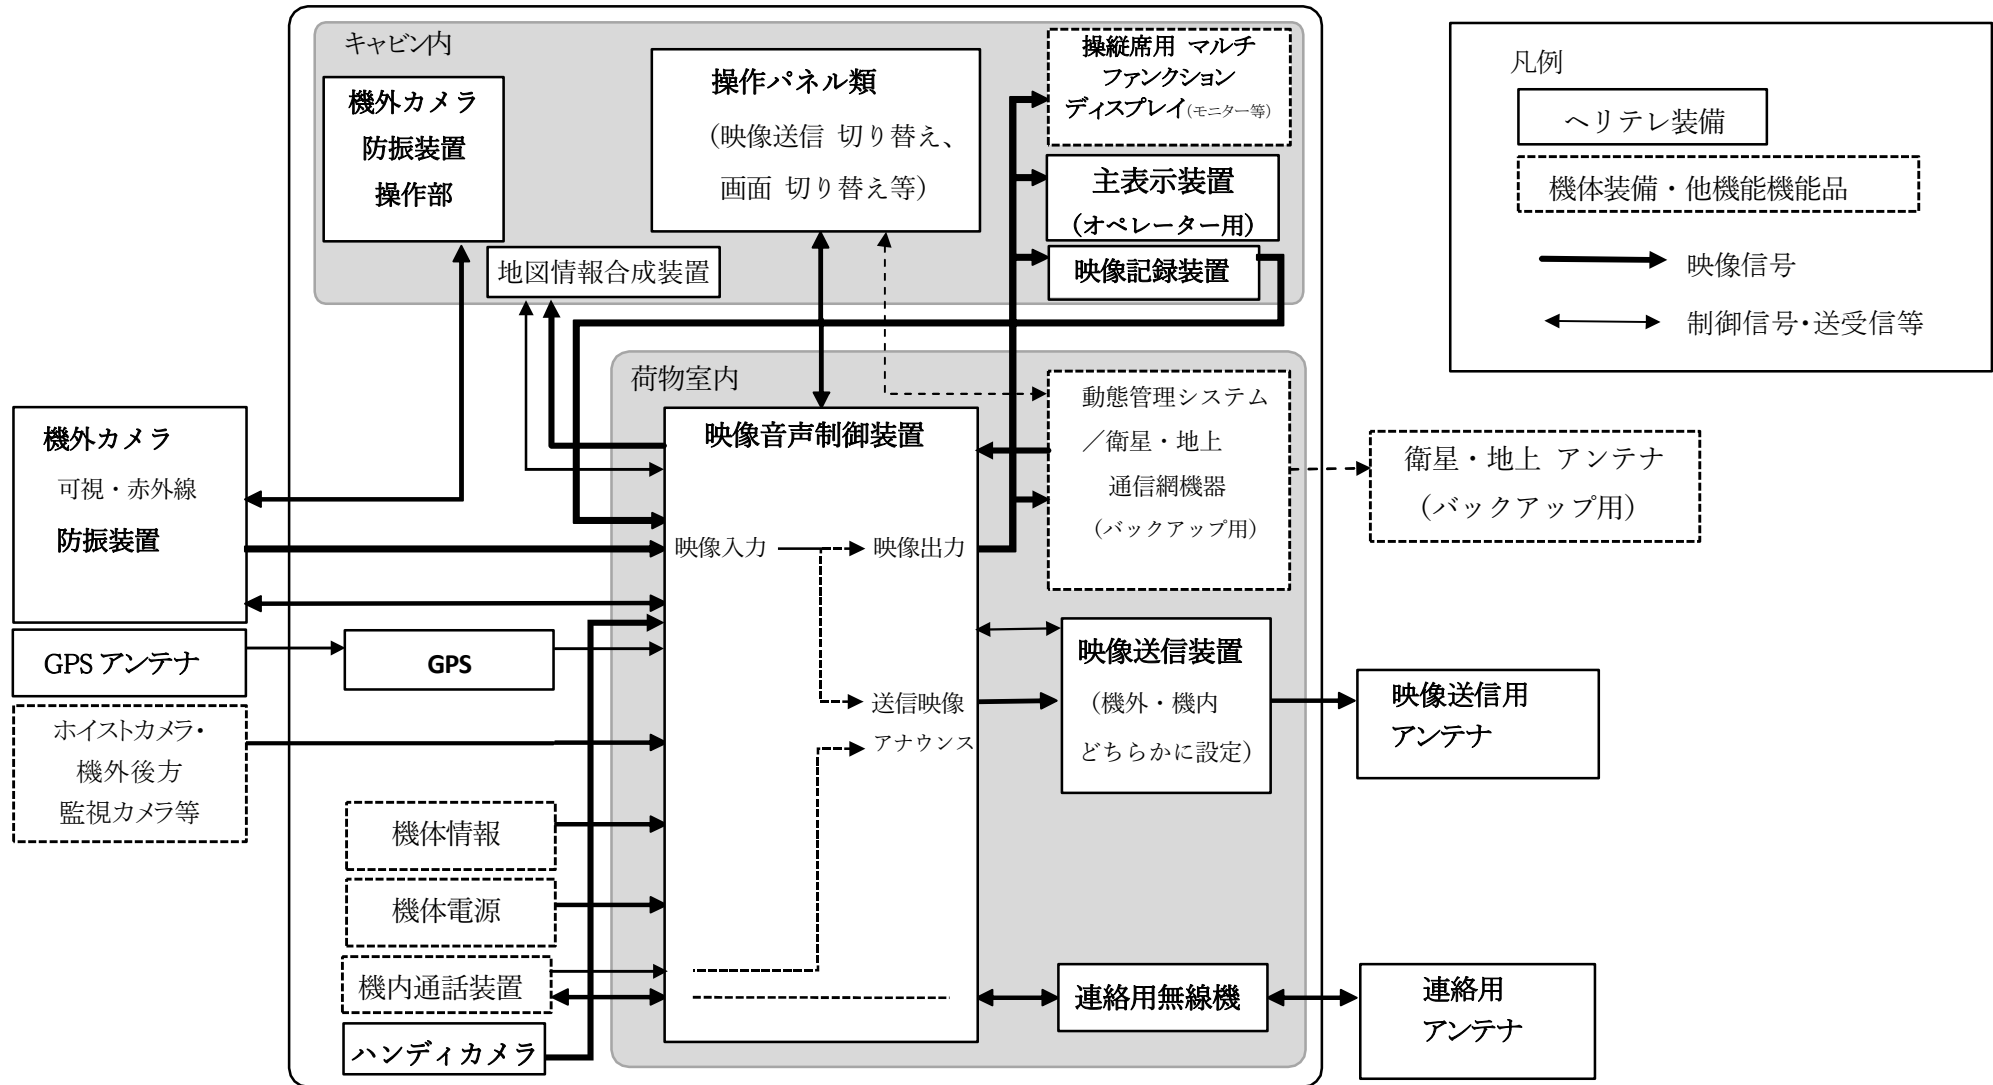 キャビン内
機外カメラ
防振装置
操作部
操作パネル類
（映像送信 切り替え、
画面 切り替え等）
操縦席用 マルチ
ファンクション
ディスプレイ(モニター等)
主表示装置
（オペレーター用）
映像記録装置
地図情報合成装置
凡例
ヘリテレ装備
機体装備・他機能機能品
映像信号
制御信号・送受信等
荷物室内
機外カメラ
可視・赤外線
防振装置
映像音声制御装置
映像入力
映像出力
送信映像
アナウンス
動態管理システム
／衛星・地上
通信網機器
（バックアップ用）
衛星・地上 アンテナ
（バックアップ用）
GPS アンテナ
GPS
映像送信装置
（機外・機内
どちらかに設定）
映像送信用
アンテナ
ホイストカメラ・
機外後方
監視カメラ等
機体情報
機体電源
機内通話装置
ハンディカメラ
連絡用無線機
連絡用
アンテナ